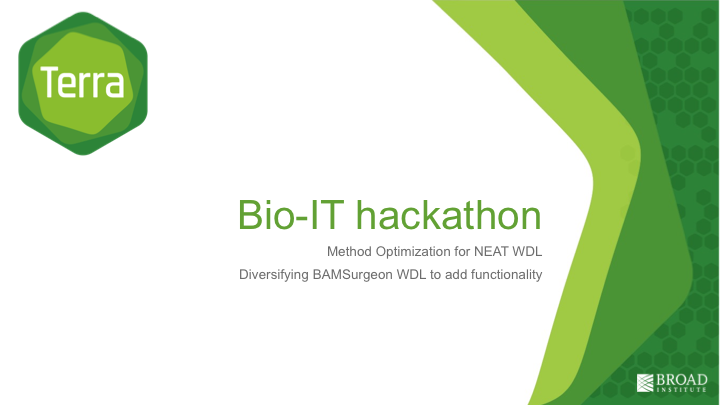 Terra
Bio-IT hackathon
Method Optimization for NEAT WDL
Diversifying BAMSurgeon WDL to add functionality
BROAD
INSTITUTE